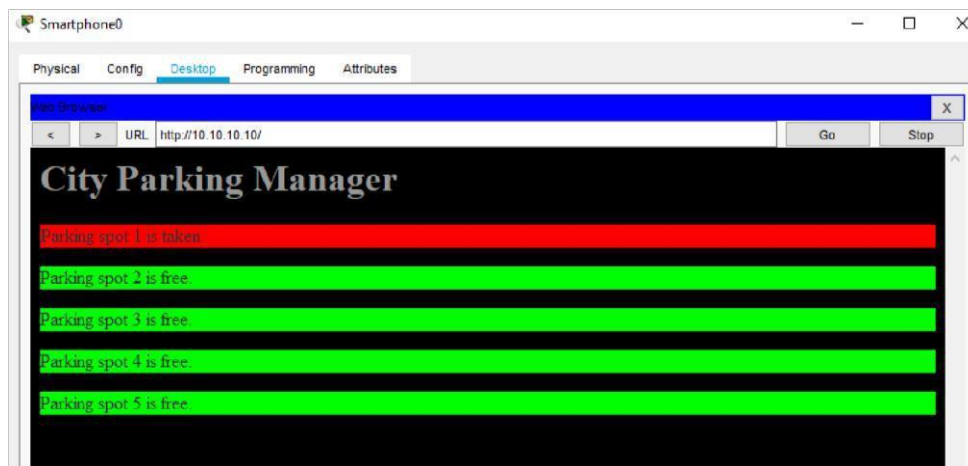 Smartphone0
Physical Config Desktop Programming Attributes
Web Browser X
< > URL http://10.10.10.10/ Go Stop
City Parking Manager
Parking spot 1 is taken.
Parking spot 2 is free.
Parking spot 3 is free.
Parking spot 4 is free.
Parking spot 5 is free.